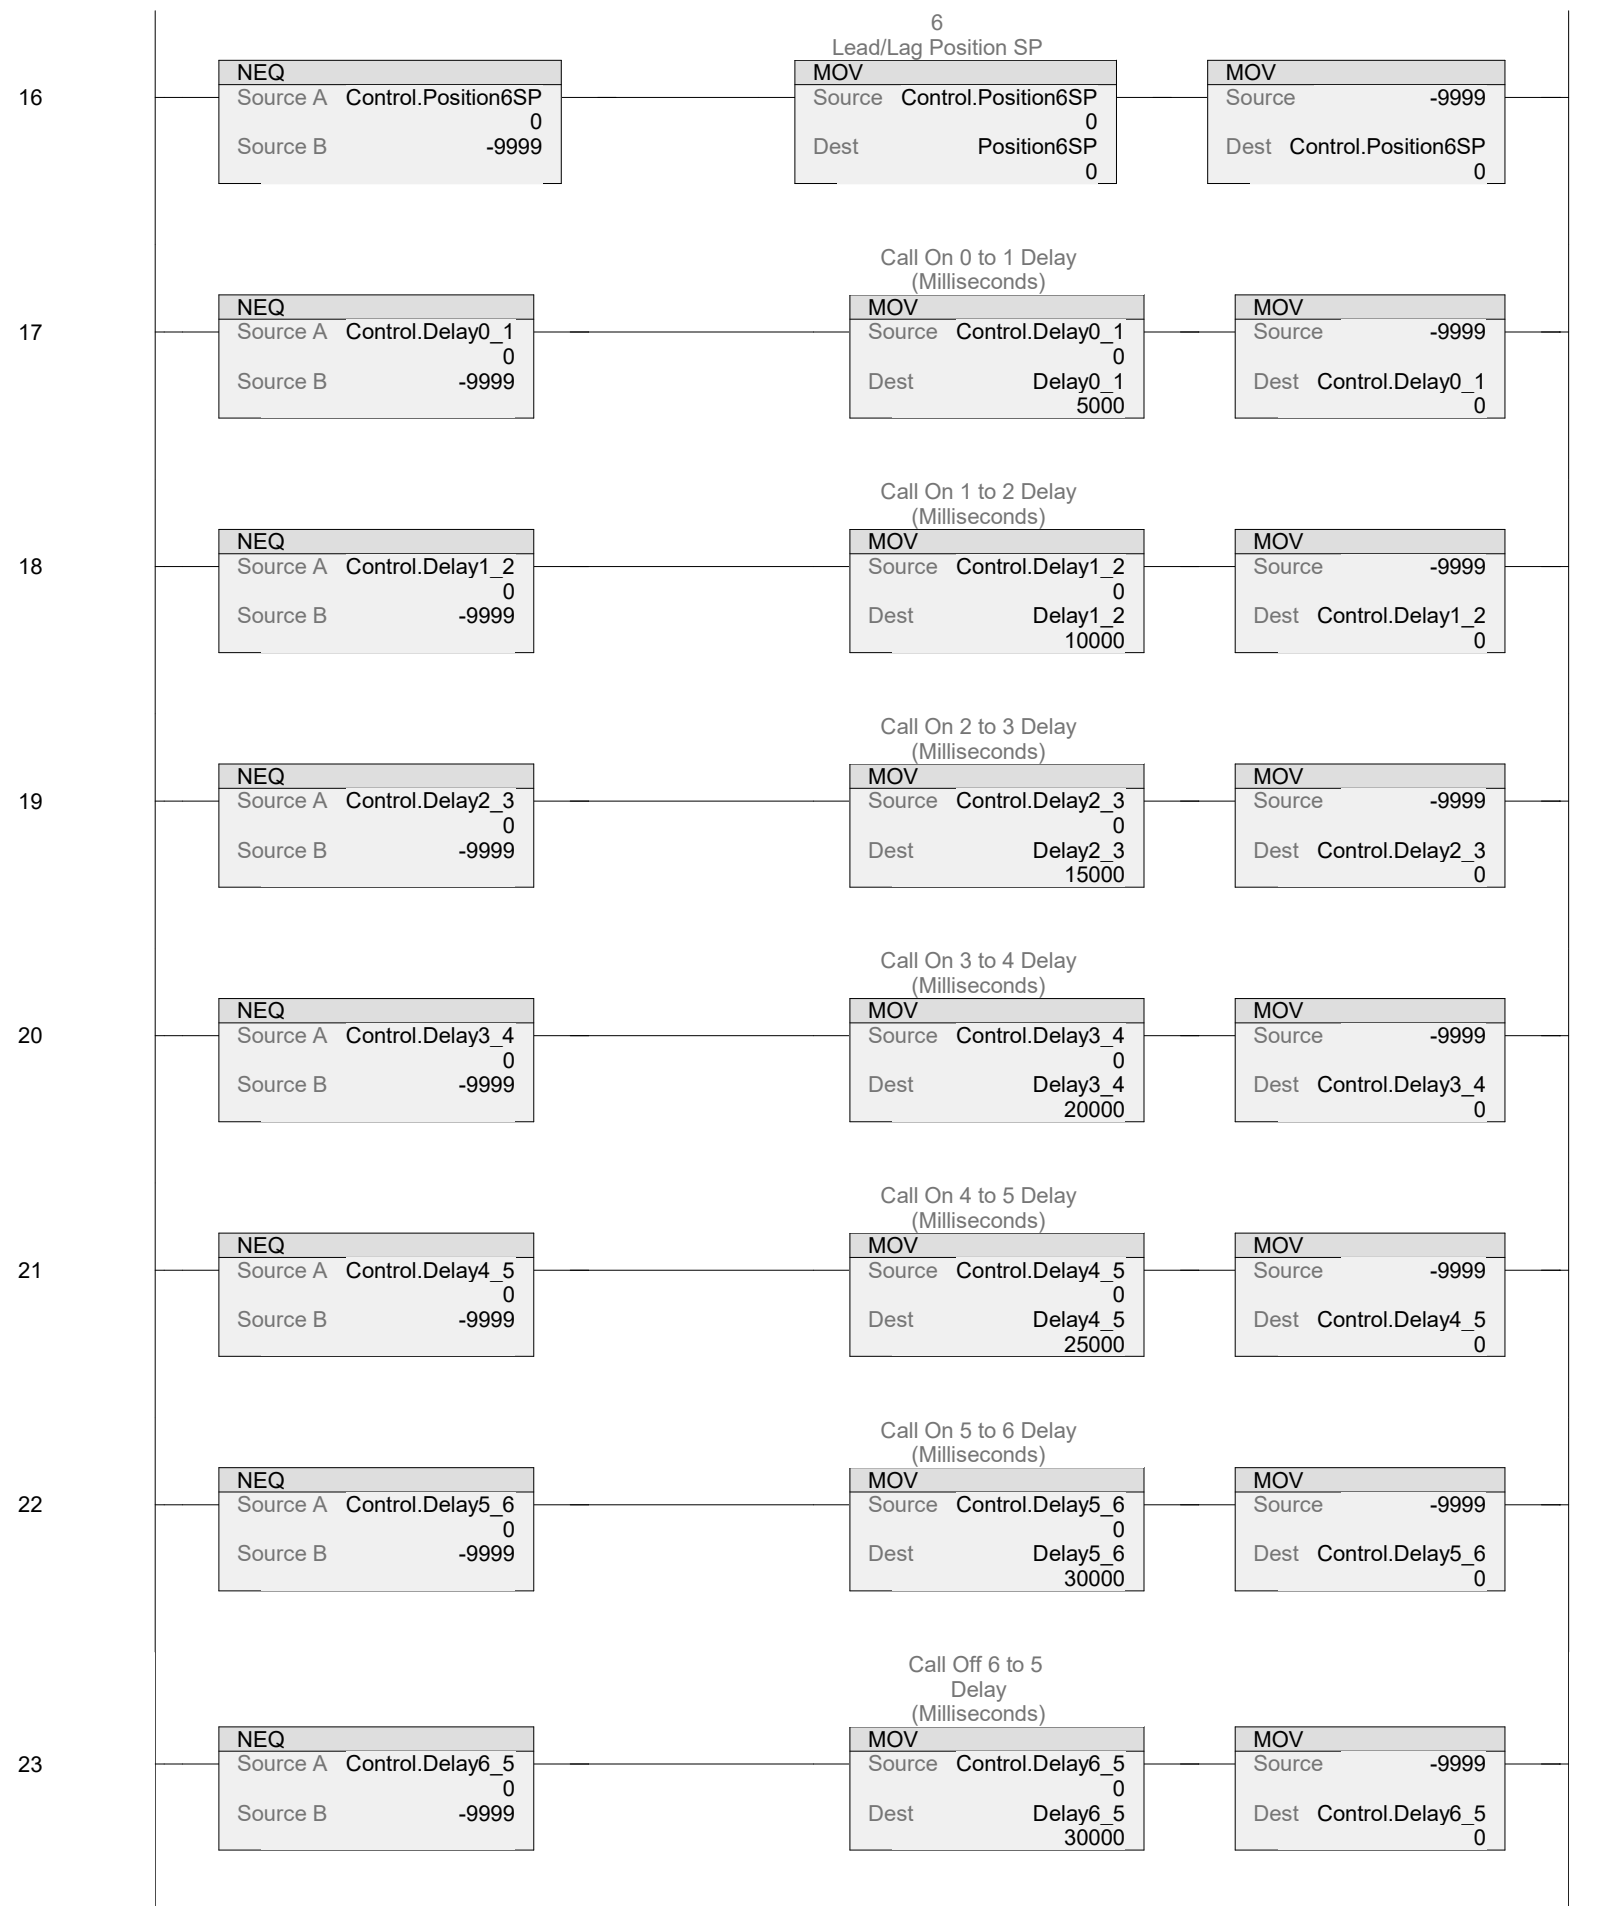 6
Lead/Lag Position SP
NEQ MOV MOV
16 Source A Control.Position6SP Source Control.Position6SP Source -9999
0 0
Source B -9999 Dest Position6SP Dest Control.Position6SP
0 0
Call On 0 to 1 Delay
(Milliseconds)
NEQ MOV MOV
17 Source A Control.Delay0_1 Source Control.Delay0_1 Source -9999
0 0
Source B -9999 Dest Delay0_1 Dest Control.Delay0_1
5000 0
Call On 1 to 2 Delay
(Milliseconds)
NEQ MOV MOV
18 Source A Control.Delay1_2 Source Control.Delay1_2 Source -9999
0 0
Source B -9999 Dest Delay1_2 Dest Control.Delay1_2
10000 0
Call On 2 to 3 Delay
(Milliseconds)
NEQ MOV MOV
19 Source A Control.Delay2_3 Source Control.Delay2_3 Source -9999
0 0
Source B -9999 Dest Delay2_3 Dest Control.Delay2_3
15000 0
Call On 3 to 4 Delay
(Milliseconds)
NEQ MOV MOV
20 Source A Control.Delay3_4 Source Control.Delay3_4 Source -9999
0 0
Source B -9999 Dest Delay3_4 Dest Control.Delay3_4
20000 0
Call On 4 to 5 Delay
(Milliseconds)
NEQ MOV MOV
21 Source A Control.Delay4_5 Source Control.Delay4_5 Source -9999
0 0
Source B -9999 Dest Delay4_5 Dest Control.Delay4_5
25000 0
Call On 5 to 6 Delay
(Milliseconds)
NEQ MOV MOV
22 Source A Control.Delay5_6 Source Control.Delay5_6 Source -9999
0 0
Source B -9999 Dest Delay5_6 Dest Control.Delay5_6
30000 0
Call Off 6 to 5
Delay
(Milliseconds)
NEQ MOV MOV
23 Source A Control.Delay6_5 Source Control.Delay6_5 Source -9999
0 0
Source B -9999 Dest Delay6_5 Dest Control.Delay6_5
30000 0